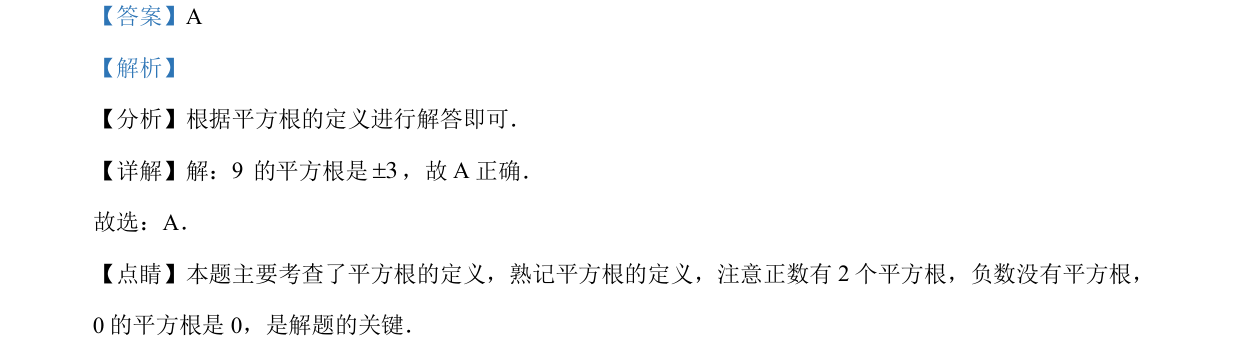 【答案】A
【解析】
【分析】根据平方根的定义进行解答即可．
【详解】解：9 的平方根是±3，故 A 正确．
故选：A．
【点睛】本题主要考查了平方根的定义，熟记平方根的定义，注意正数有 2 个平方根，负数没有平方根，
0 的平方根是 0，是解题的关键．